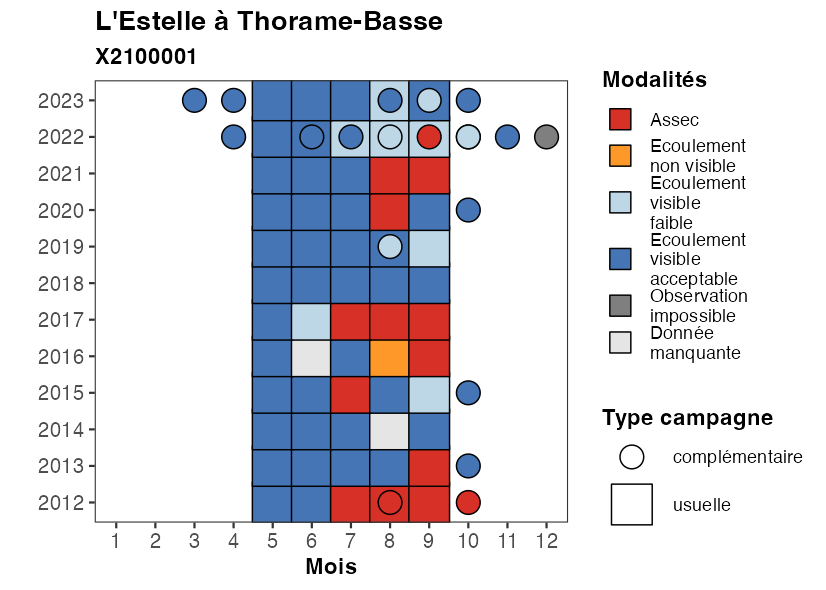 L'Estelle à Thorame-Basse
X2100001
2023
2022
2021
2020
2019
2018
2017
2016
2015
2014
2013
2012
1 2 3 4 5 6 7 8 9 10 11 12
Mois
Modalités
Assec
Ecoulement
non visible
Ecoulement
visible
faible
Ecoulement
visible
acceptable
Observation
impossible
Donnée
manquante
Type campagne
complémentaire
usuelle